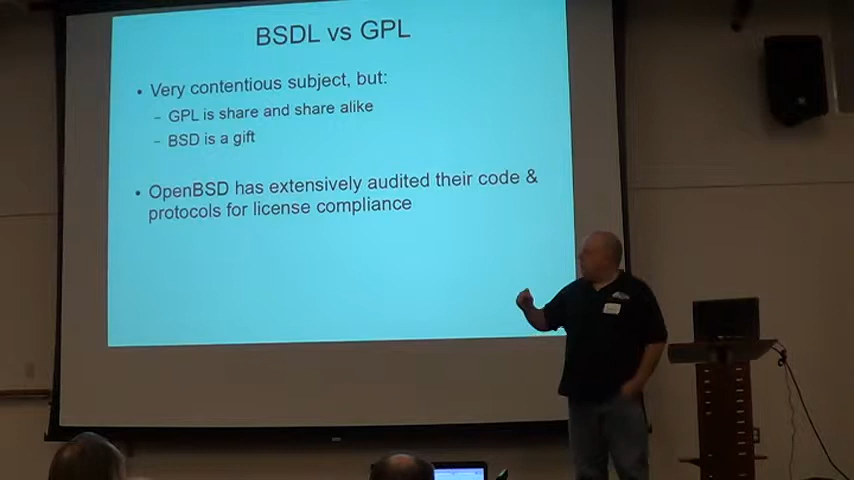 BSDL vs GPL
• Very contentious subject, but:
– GPL is share and share alike
– BSD is a gift
• OpenBSD has extensively audited their code &
protocols for license compliance